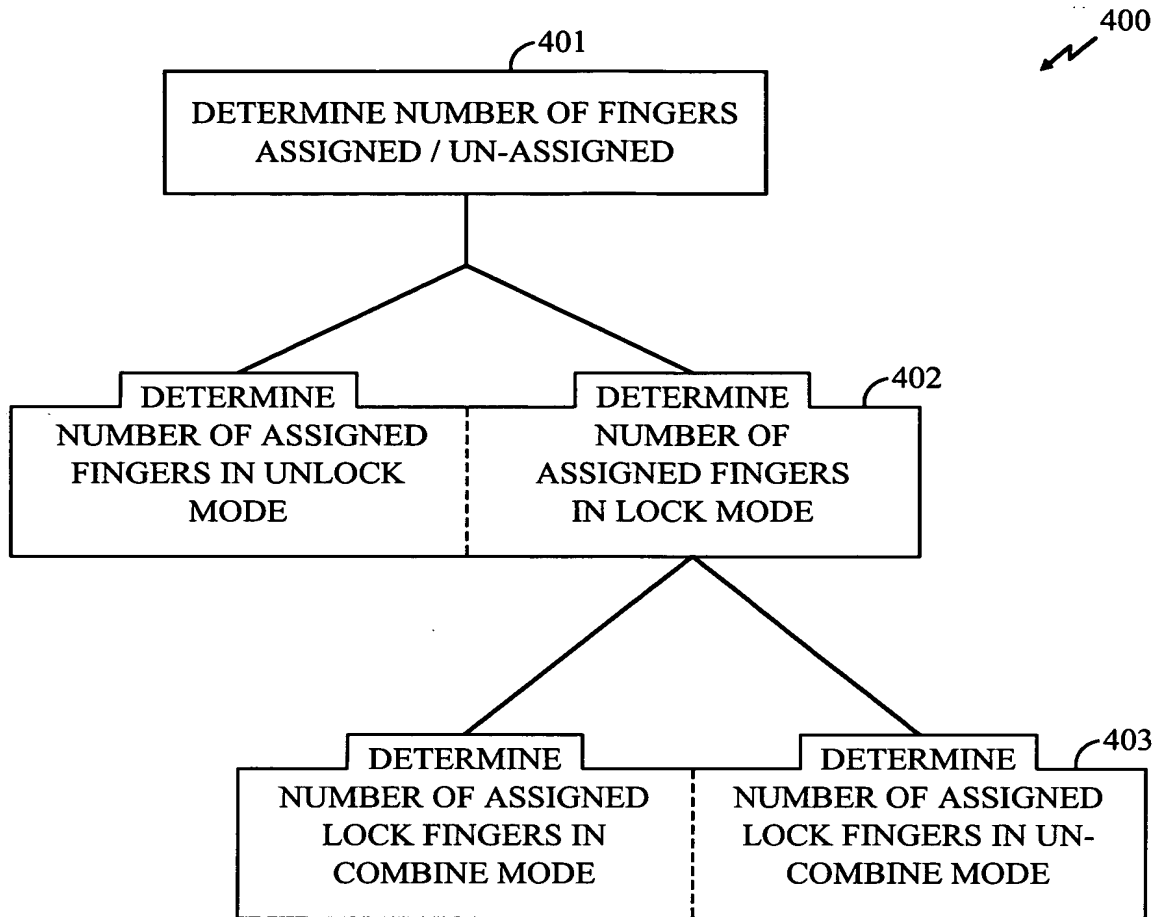 400
401
DETERMINE NUMBER OF FINGERS
ASSIGNED / UN-ASSIGNED
402
DETERMINE
NUMBER OF ASSIGNED
FINGERS IN UNLOCK
MODE
DETERMINE
NUMBER OF
ASSIGNED FINGERS
IN LOCK MODE
403
DETERMINE
NUMBER OF ASSIGNED
LOCK FINGERS IN
COMBINE MODE
DETERMINE
NUMBER OF ASSIGNED
LOCK FINGERS IN UN-
COMBINE MODE